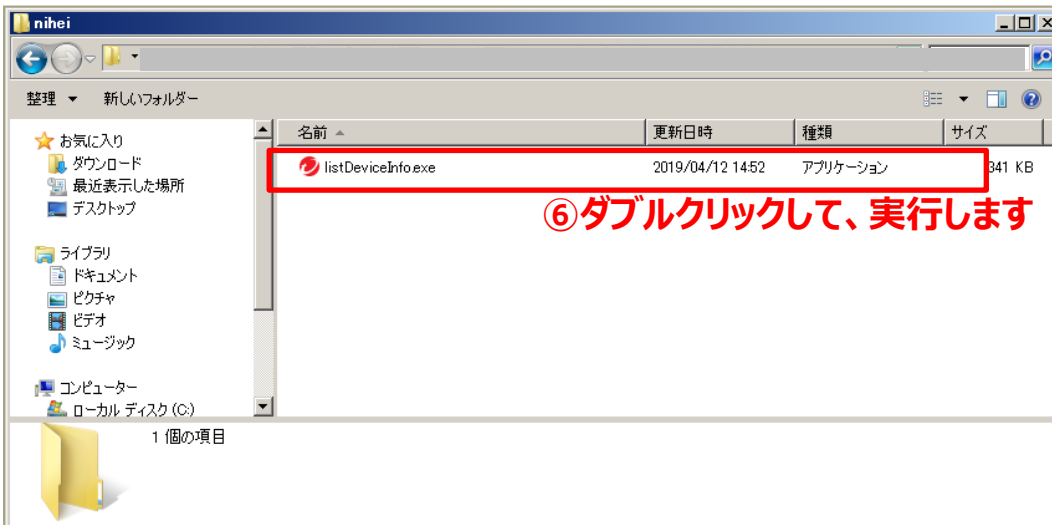 nihei
整理 ▼ 新しいフォルダー
お気に入り
ダウンロード
最近表示した場所
デスクトップ
ライブラリ
ドキュメント
ピクチャ
ビデオ
ミュージック
コンピューター
ローカル ディスク (C:)
名前 更新日時 種類 サイズ
listDeviceInfo.exe 2019/04/12 14:52 アプリケーション 341 KB
⑥ダブルクリックして、実行します
1 個の項目